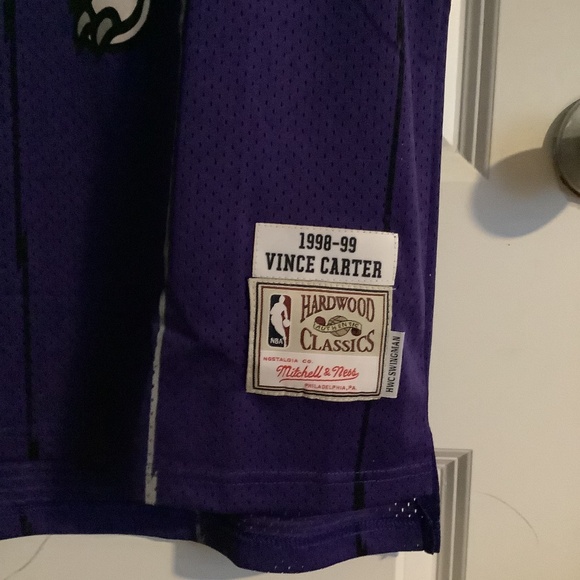 1998-99
VINCE CARTER
HARDWOOD
AUTHENTIC
CLASSICS
NBA
NOSTALGIA CO.
Mitchell & Ness
PHILADELPHIA, PA.
HWC SWINGMAN